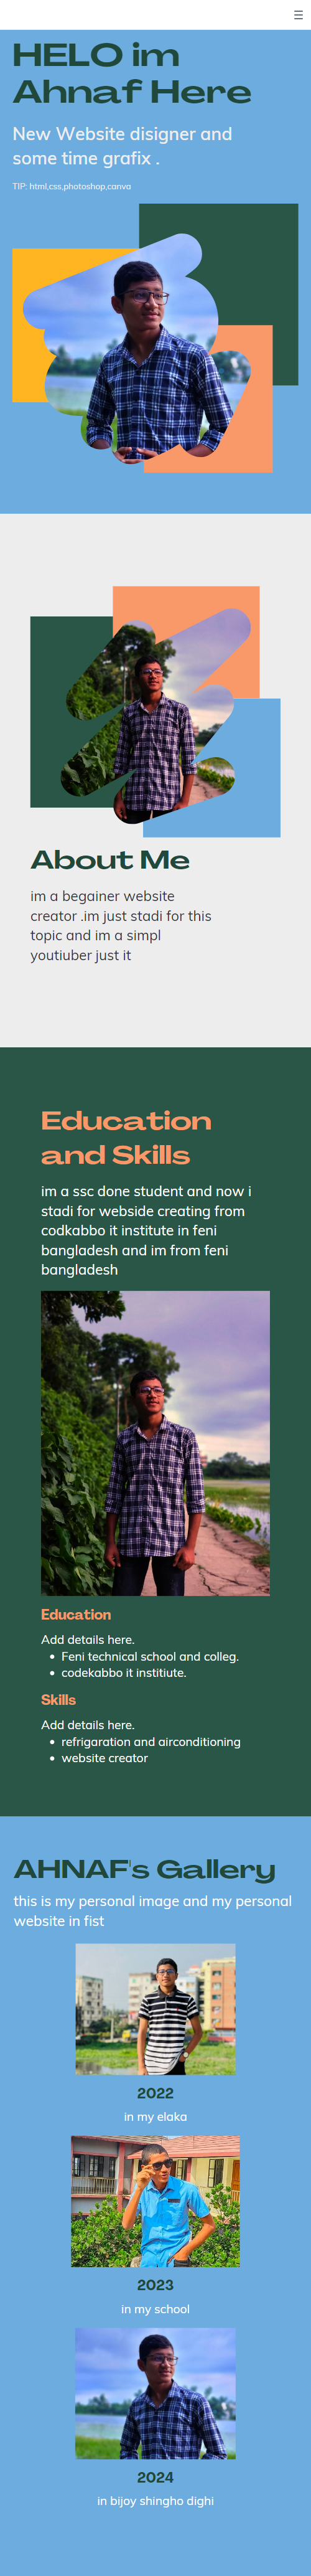 HELO im
Ahnaf Here
New Website disigner and
some time grafix .
TIP: html,css,photoshop,canva
About Me
im a begainer website
creator .im just stadi for this
topic and im a simpl
youtiuber just it
Education
and Skills
im a ssc done student and now i
stadi for webside creating from
codkabbo it institute in feni
bangladesh and im from feni
bangladesh
Education
Add details here.
• Feni technical school and colleg.
• codekabbo it institiute.
Skills
Add details here.
• refrigaration and airconditioning
• website creator
AHNAF's Gallery
this is my personal image and my personal
website in fist
2022
in my elaka
2023
in my school
2024
in bijoy shingho dighi